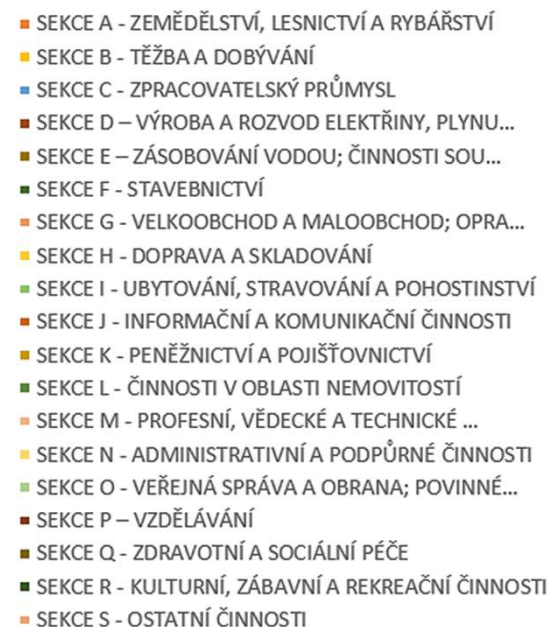 SEKCE A - ZEMĚDĚLSTVÍ, LESNICTVÍ A RYBÁŘSTVÍ
SEKCE B - TĚŽBA A DOBÝVÁNÍ
SEKCE C - ZPRACOVATELSKÝ PRŮMYSL
SEKCE D – VÝROBA A ROZVOD ELEKTŘINY, PLYNU...
SEKCE E – ZÁSOBOVÁNÍ VODOU; ČINNOSTI SOU...
SEKCE F - STAVEBNICTVÍ
SEKCE G - VELKOOBCHOD A MALOOBCHOD; OPRA...
SEKCE H - DOPRAVA A SKLADOVÁNÍ
SEKCE I - UBYTOVÁNÍ, STRAVOVÁNÍ A POHOSTINSTVÍ
SEKCE J - INFORMAČNÍ A KOMUNIKAČNÍ ČINNOSTI
SEKCE K - PENĚŽNICTVÍ A POJIŠŤOVNICTVÍ
SEKCE L - ČINNOSTI V OBLASTI NEMOVITOSTÍ
SEKCE M - PROFESNÍ, VĚDECKÉ A TECHNICKÉ ...
SEKCE N - ADMINISTRATIVNÍ A PODPŮRNÉ ČINNOSTI
SEKCE O - VEŘEJNÁ SPRÁVA A OBRANA; POVINNÉ...
SEKCE P – VZDĚLÁVÁNÍ
SEKCE Q - ZDRAVOTNÍ A SOCIÁLNÍ PÉČE
SEKCE R - KULTURNÍ, ZÁBAVNÍ A REKREAČNÍ ČINNOSTI
SEKCE S - OSTATNÍ ČINNOSTI